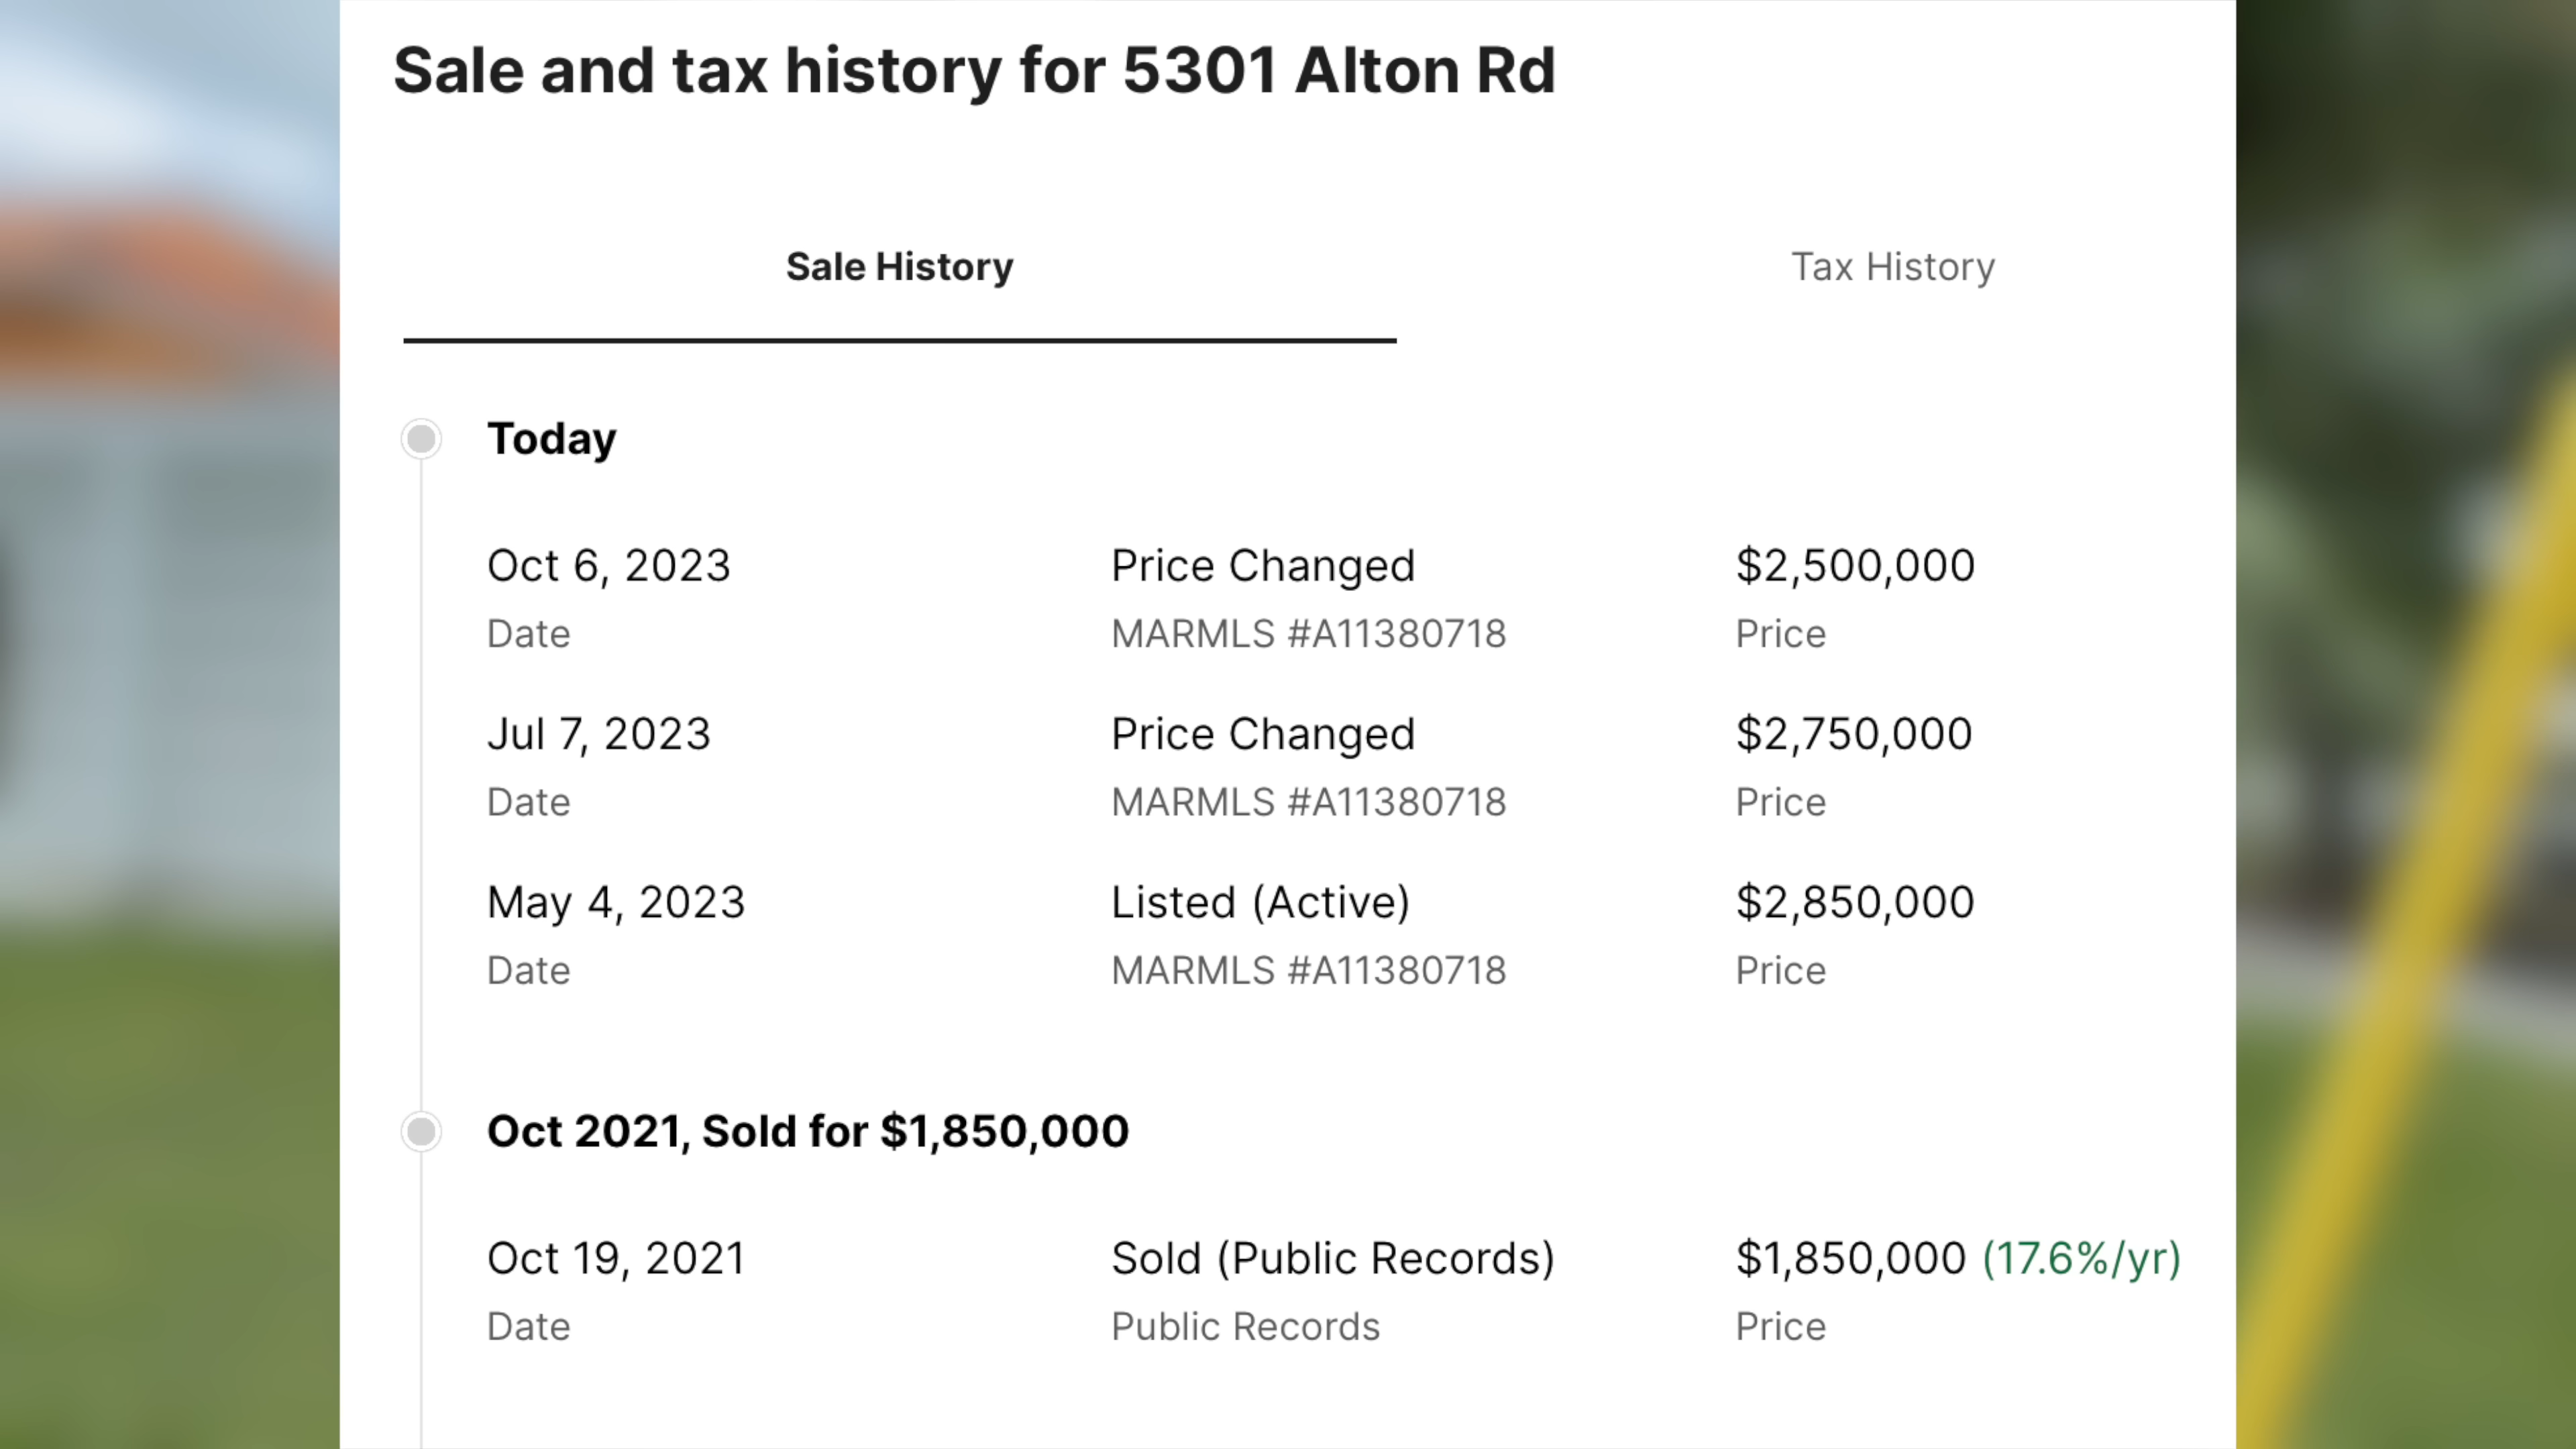 Sale and tax history for 5301 Alton Rd
Sale History
Tax History
Today
Oct 6, 2023
Price Changed
$2,500,000
Date
MARMLS #A11380718
Price
Jul 7, 2023
Price Changed
$2,750,000
Date
MARMLS #A11380718
Price
May 4, 2023
Listed (Active)
$2,850,000
Date
MARMLS #A11380718
Price
Oct 2021, Sold for $1,850,000
Oct 19, 2021
Sold (Public Records)
$1,850,000 (17.6%/yr)
Date
Public Records
Price